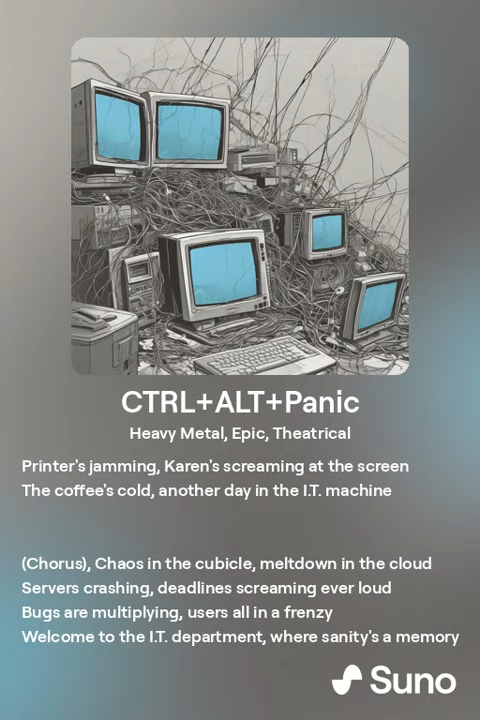 CTRL+ALT+Panic
Heavy Metal, Epic, Theatrical
Printer's jamming, Karen's screaming at the screen
The coffee's cold, another day in the I.T. machine
(Chorus), Chaos in the cubicle, meltdown in the cloud
Servers crashing, deadlines screaming ever loud
Bugs are multiplying, users all in a frenzy
Welcome to the I.T. department, where sanity's a memory
Suno